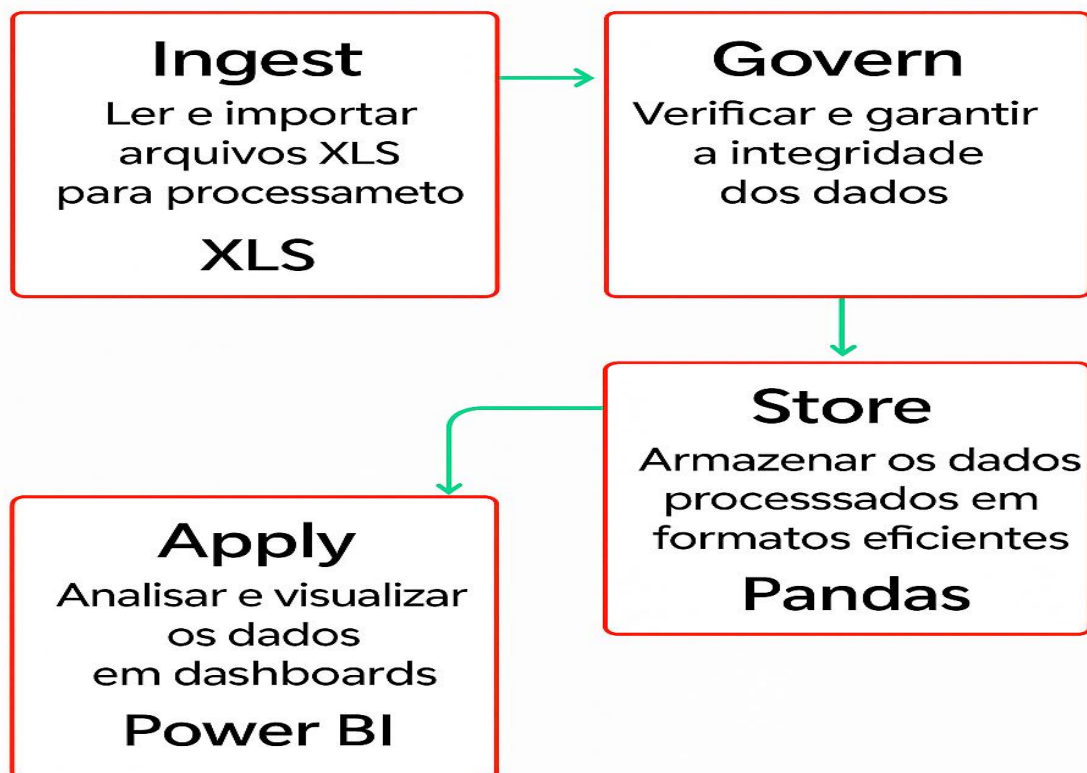 Ingest
Ler e importar
arquivos XLS
para processameto
XLS
Govern
Verificar e garantir
a integridade
dos dados
Store
Armazenar os dados
processsados em
formatos eficientes
Pandas
Apply
Analisar e visualizar
os dados
em dashboards
Power BI